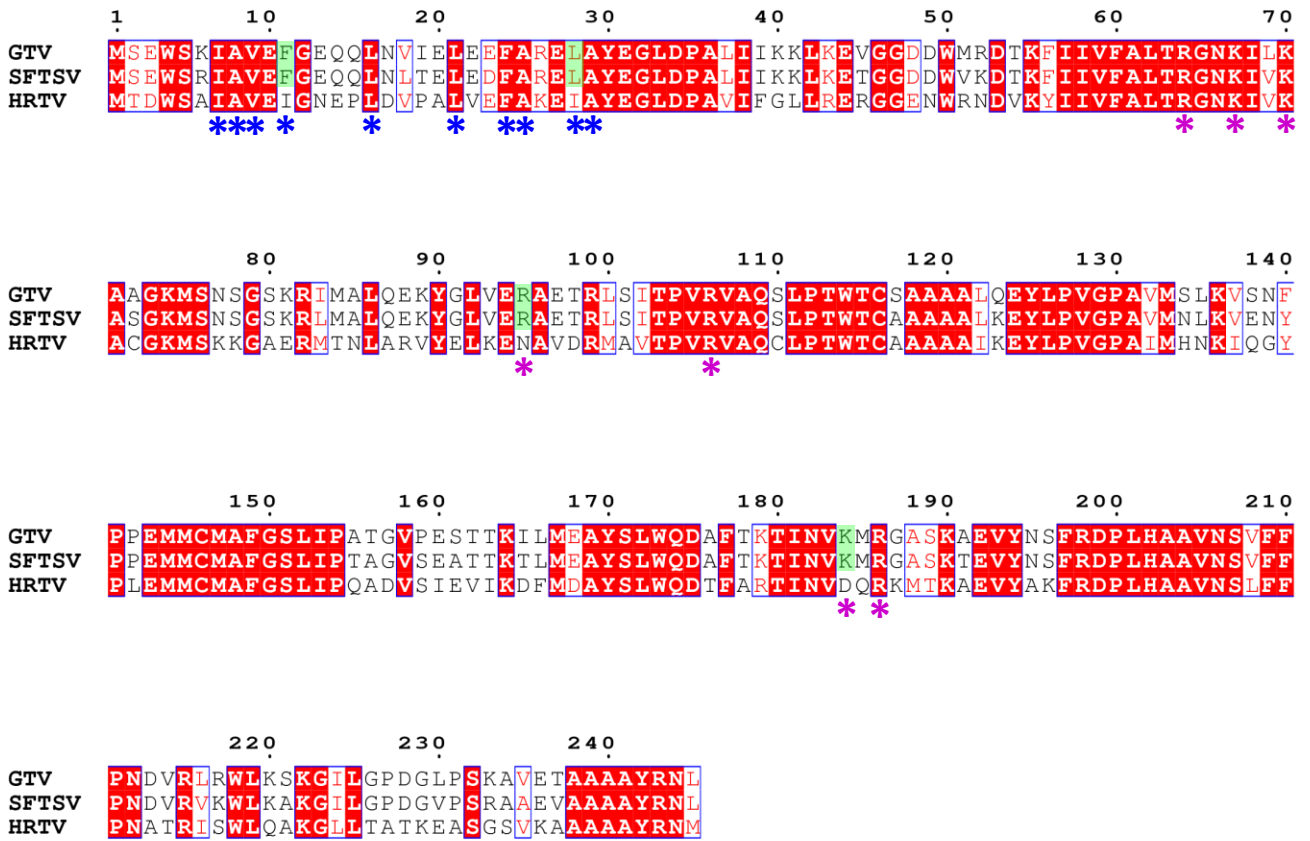 1 10 20 30 40 50 60 70
GTV MSEWSKIAVEFGEQQLNVIELEEFARELAYEGLDPALIIKKLKEVGGDDWMRDTKFIIVFALTRGNKILK
SFTSV MSEWSRIAVEFGEQQLNLTELEDFARELAYEGLDPALIIKKLKETGGDDWVKDTKFIIVFALTRGNKIVK
HRTV MTDWSAIAVEIGNEPLDVPALVEFAKEIAYEGLDPAVIFGLLRERGGENWRNDVKYIIVFALTRGNKIVK
********** ***
80 90 100 110 120 130 140
GTV AAGKMSNSGSKRIMALQEKYGLVERAETRLSITPVRVAQSLPTWTCSAAAALQEYLPVGPAVMSLKVSNF
SFTSV ASGKMSNSGSKRLMALQEKYGLVERAETRLSITPVRVAQSLPTWTCAAAAALKEYLPVGPAVMNLKVENY
HRTV ACGKMSKKGAERMTNLARVYELKENAVDRMAVTPVRVAQCLPTWTCAAAAAIKEYLPVGPAIMHNKIQGY
* *
150 160 170 180 190 200 210
GTV PPEMMCMAFGSLIPATGVPESTTKILMEAYSLWQDAFTKTINVKMRGASKAEVYNSFRDPLHAAVNSVFF
SFTSV PPEMMCMAFGSLIPTAGVSEATTKTLMEAYSLWQDAFTKTINVKMRGASKTEVYNSFRDPLHAAVNSVFF
HRTV PLEMMCMAFGSLIPQADVSIEVIKDFMDAYSLWQDTFARTINVDQRKMTKAEVYAKFRDPLHAAVNSLFF
* *
220 230 240
GTV PNDVRLRWLKSKGILGPDGLPSKAVETAAAAYRNL
SFTSV PNDVRVKWLKAKGILGPDGVPSRAAEVAAAAYRNL
HRTV PNATRISWLQAKGLLTATKEASGSVKAAAAAYRNM